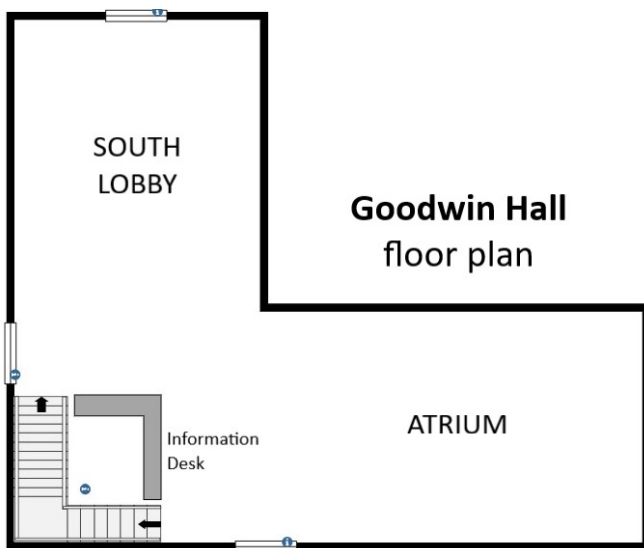 SOUTH
LOBBY
Goodwin Hall
floor plan
Information
Desk
ATRIUM